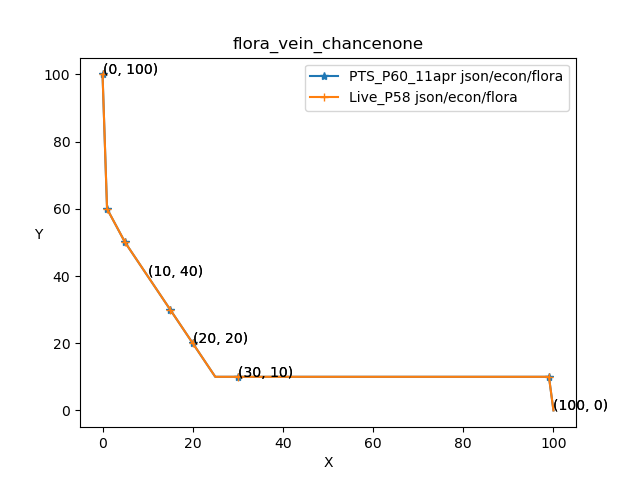 flora_vein_chancenone
PTS_P60_11apr json/econ/flora
Live_P58 json/econ/flora
(0, 100)
(10, 40)
(20, 20)
(30, 10)
(100, 0)
Y
100
80
60
40
20
0
0 20 40 60 80 100
X